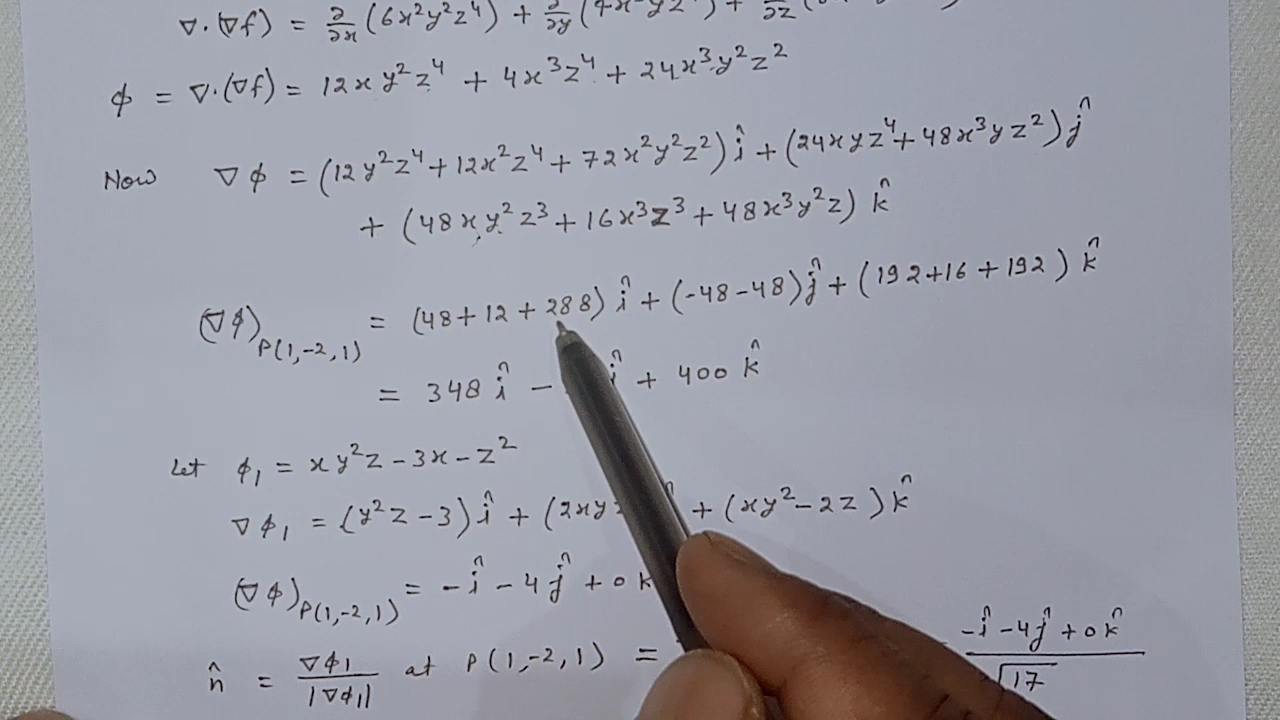 ∇·(∇f) = ∂/∂x (6x²y²z⁴) + ∂/∂y (4x³yz⁴) + ∂/∂z
ϕ = ∇·(∇f) = 12xy²z⁴ + 4x³z⁴ + 24x³y²z²
Now ∇ϕ = (12y²z⁴ + 12x²z⁴ + 72x²y²z²) î + (24xyz⁴ + 48x³yz²) ĵ
+ (48xy²z³ + 16x³z³ + 48x³y²z) k̂
(∇ϕ)P(1,-2,1) = (48 + 12 + 288) î + (-48 - 48) ĵ + (192 + 16 + 192) k̂
= 348 î - ĵ + 400 k̂
Let ϕ₁ = xy²z - 3x - z²
∇ϕ₁ = (y²z - 3) î + (2xy + (xy² - 2z) k̂
(∇ϕ)P(1,-2,1) = -î - 4ĵ + 0k
n̂ = ∇ϕ₁/|∇ϕ₁| at P(1,-2,1) = -î - 4ĵ + 0k̂ / √17